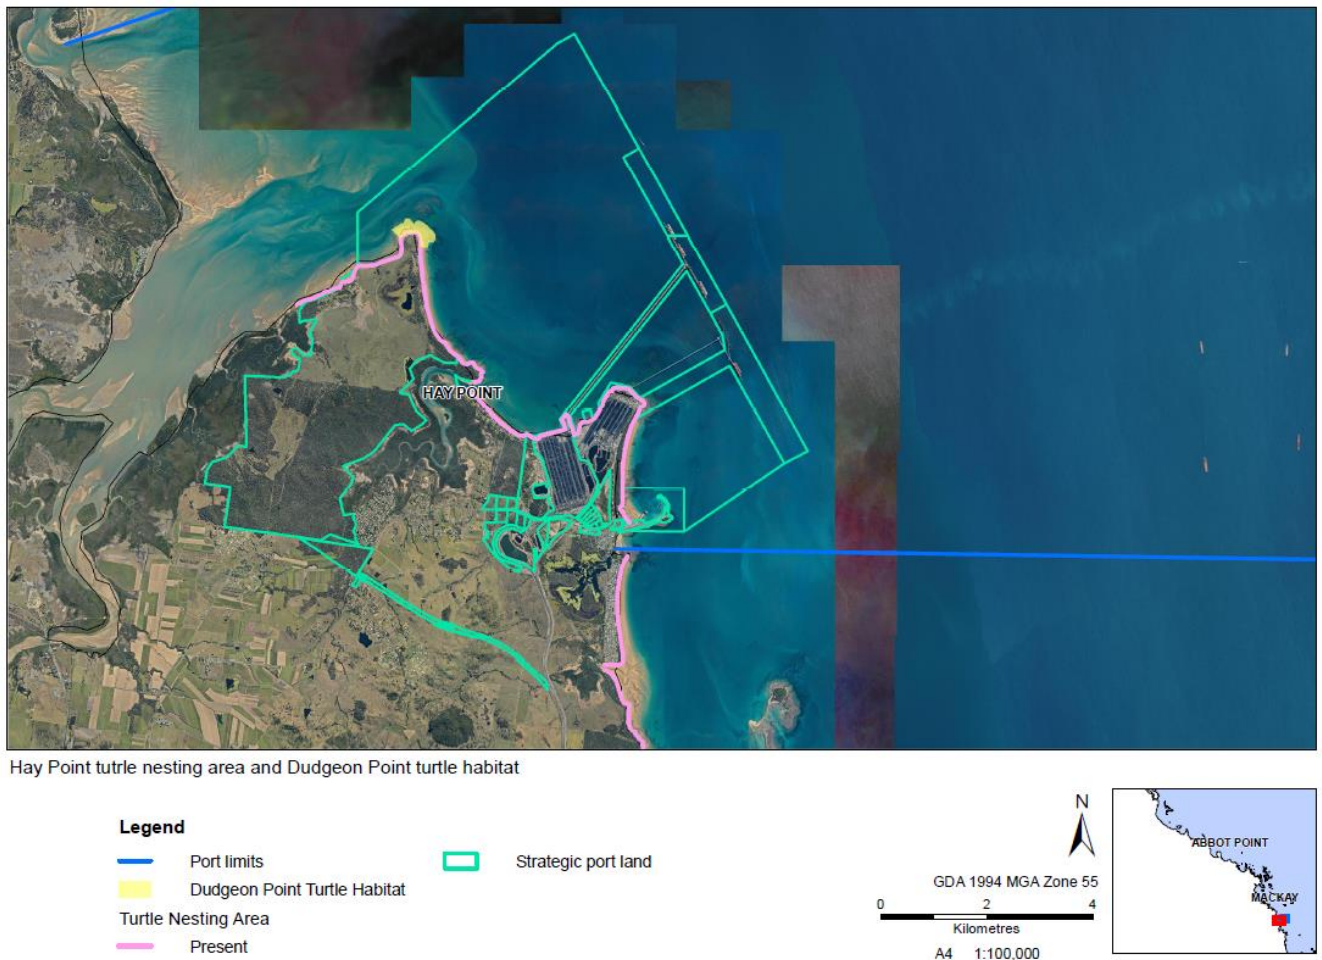 HAY POINT
Hay Point tutrle nesting area and Dudgeon Point turtle habitat
Legend
Port limits
Strategic port land
Dudgeon Point Turtle Habitat
Turtle Nesting Area
Present
N
GDA 1994 MGA Zone 55
0 2 4
Kilometres
A4 1:100,000
ABBOT POINT
MACKAY